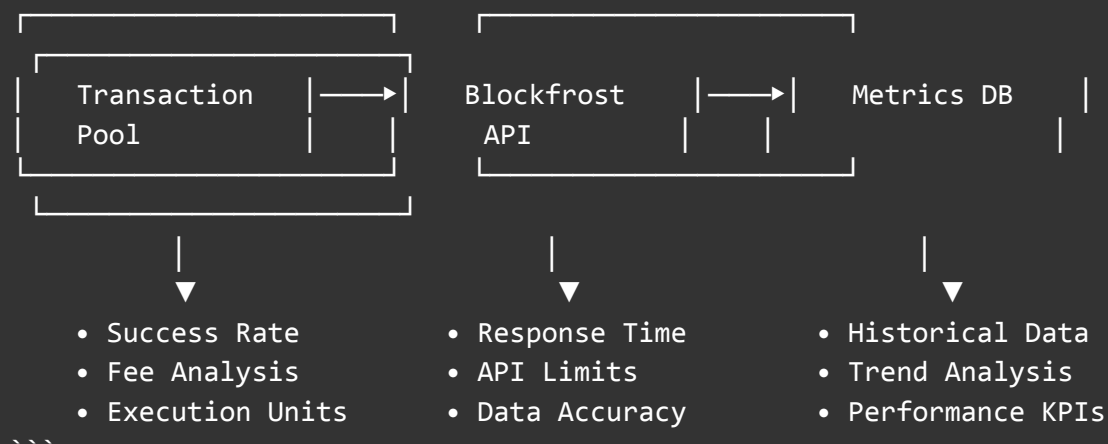 Transaction Blockfrost Metrics DB
Pool API
• Success Rate • Response Time • Historical Data
• Fee Analysis • API Limits • Trend Analysis
• Execution Units • Data Accuracy • Performance KPIs
```